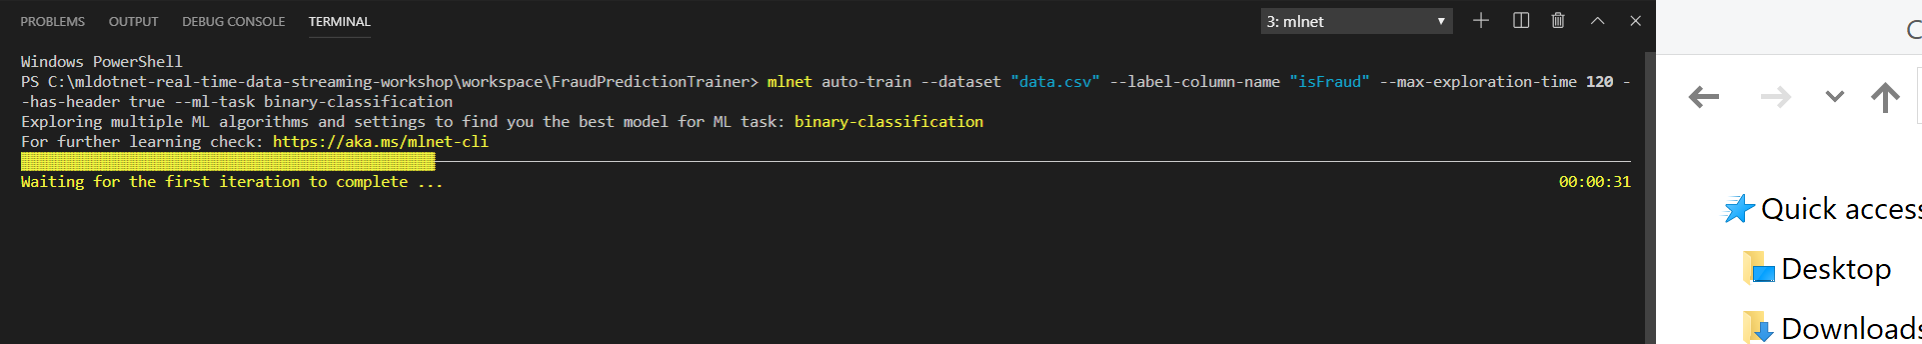 PROBLEMS OUTPUT DEBUG CONSOLE TERMINAL 3: mlnet
Windows PowerShell
PS C:\mldotnet-real-time-data-streaming-workshop\workspace\FraudPredictionTrainer> mlnet auto-train --dataset "data.csv" --label-column-name "isFraud" --max-exploration-time 120 -
-has-header true --ml-task binary-classification
Exploring multiple ML algorithms and settings to find you the best model for ML task: binary-classification
For further learning check: https://aka.ms/mlnet-cli
Waiting for the first iteration to complete ... 00:00:31
Quick access
Desktop
Downloads